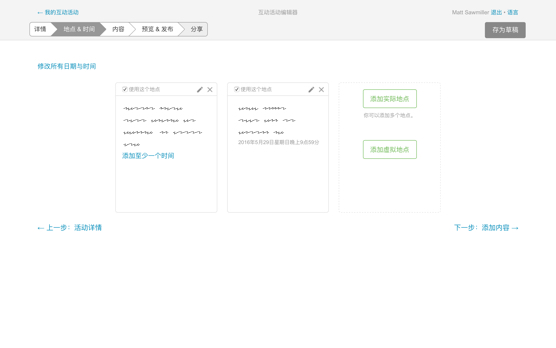 ← 我的互动活动
互动活动编辑器
Matt Sawmiller 退出 • 语言
详情
地点 & 时间
内容
预览 & 发布
分享
存为草稿
修改所有日期与时间
使用这个地点
添加至少一个时间
使用这个地点
2016年5月29日星期日晚上9点59分
添加实际地点
你可以添加多个地点。
添加虚拟地点
← 上一步：活动详情
下一步：添加内容 →